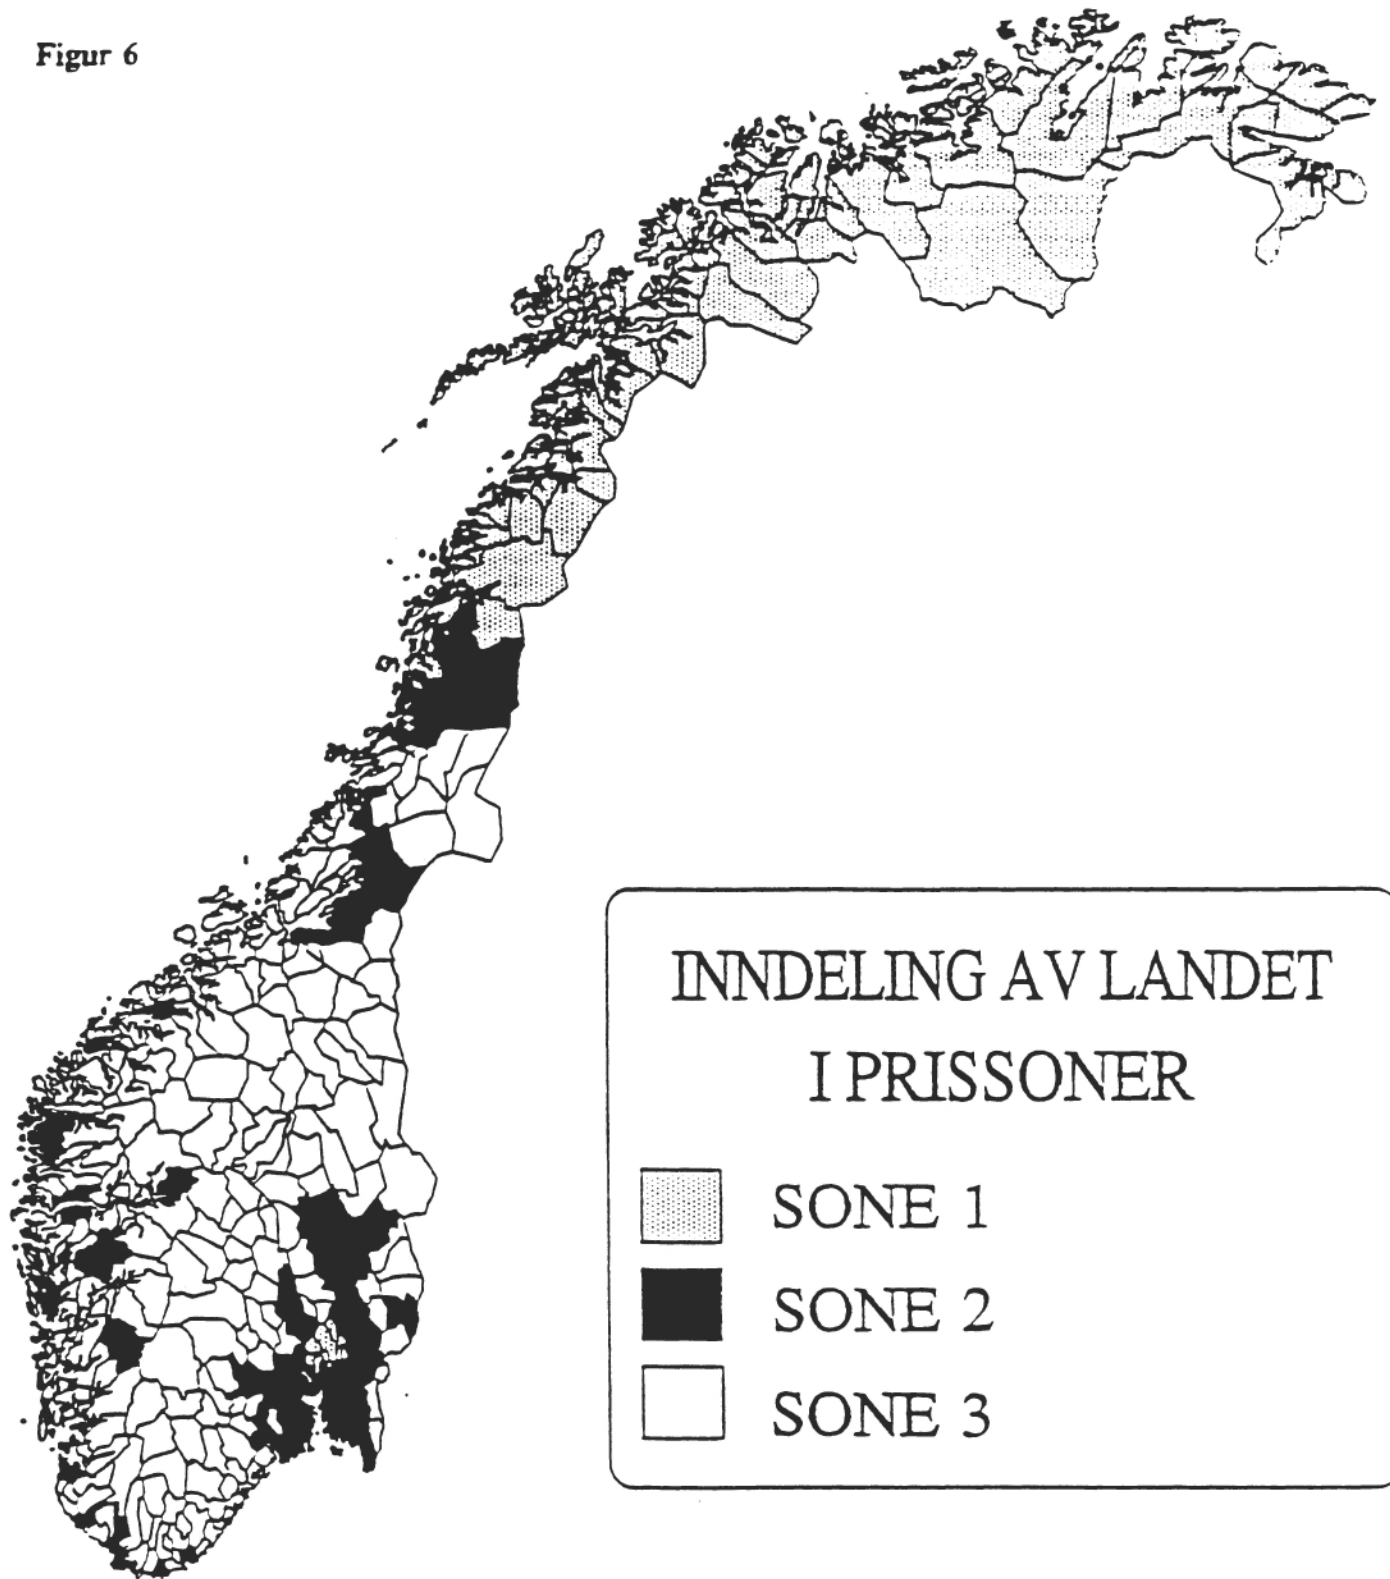 Figur 6
INNDELING AV LANDET
I PRISSONER
SONE 1
SONE 2
SONE 3